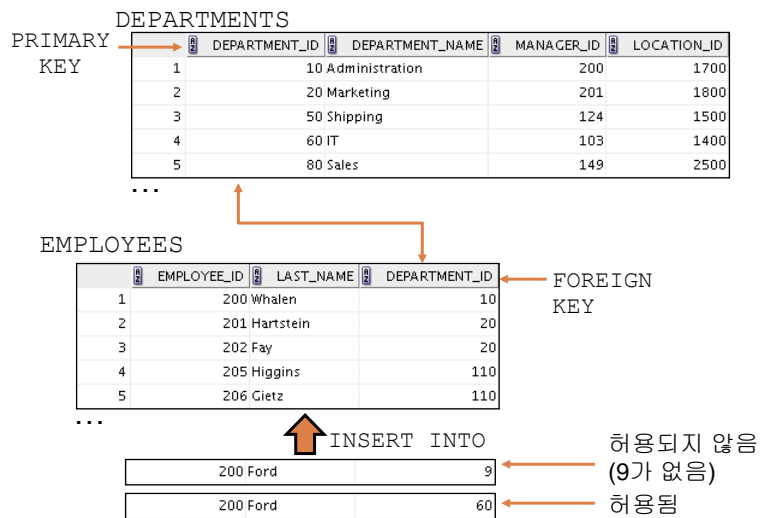 DEPARTMENTS
PRIMARY KEY
DEPARTMENT_ID DEPARTMENT_NAME MANAGER_ID LOCATION_ID
1 10 Administration 200 1700
2 20 Marketing 201 1800
3 50 Shipping 124 1500
4 60 IT 103 1400
5 80 Sales 149 2500
...
EMPLOYEES
EMPLOYEE_ID LAST_NAME DEPARTMENT_ID
1 200 Whalen 10
2 201 Hartstein 20
3 202 Fay 20
4 205 Higgins 110
5 206 Gietz 110
...
FOREIGN KEY
INSERT INTO
200 Ford 9
허용되지 않음
(9가 없음)
200 Ford 60
허용됨